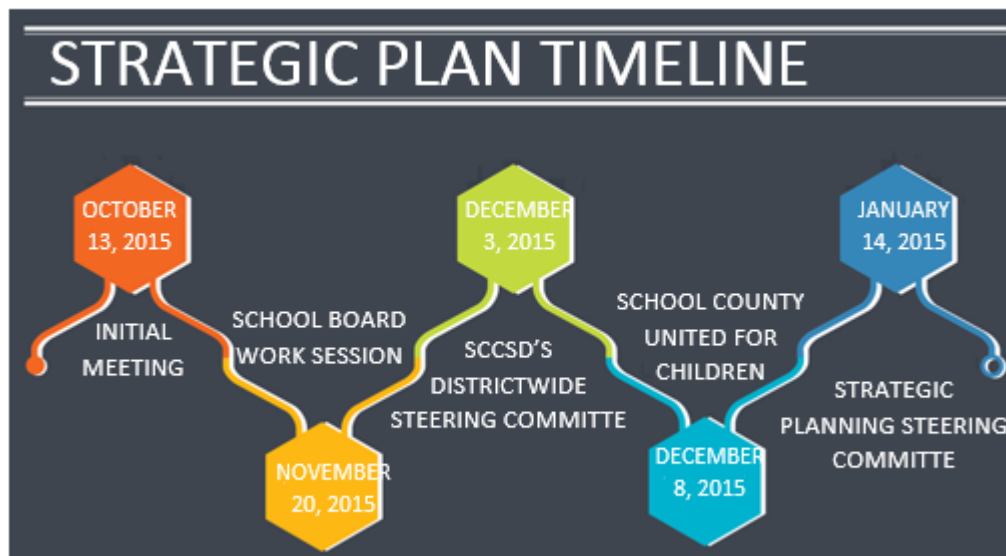 STRATEGIC PLAN TIMELINE
OCTOBER
13, 2015
INITIAL
MEETING
SCHOOL BOARD
WORK SESSION
NOVEMBER
20, 2015
DECEMBER
3, 2015
SCCSD'S
DISTRICTWIDE
STEERING COMMITTE
SCHOOL COUNTY
UNITED FOR
CHILDREN
DECEMBER
8, 2015
JANUARY
14, 2015
STRATEGIC
PLANNING STEERING
COMMITTE